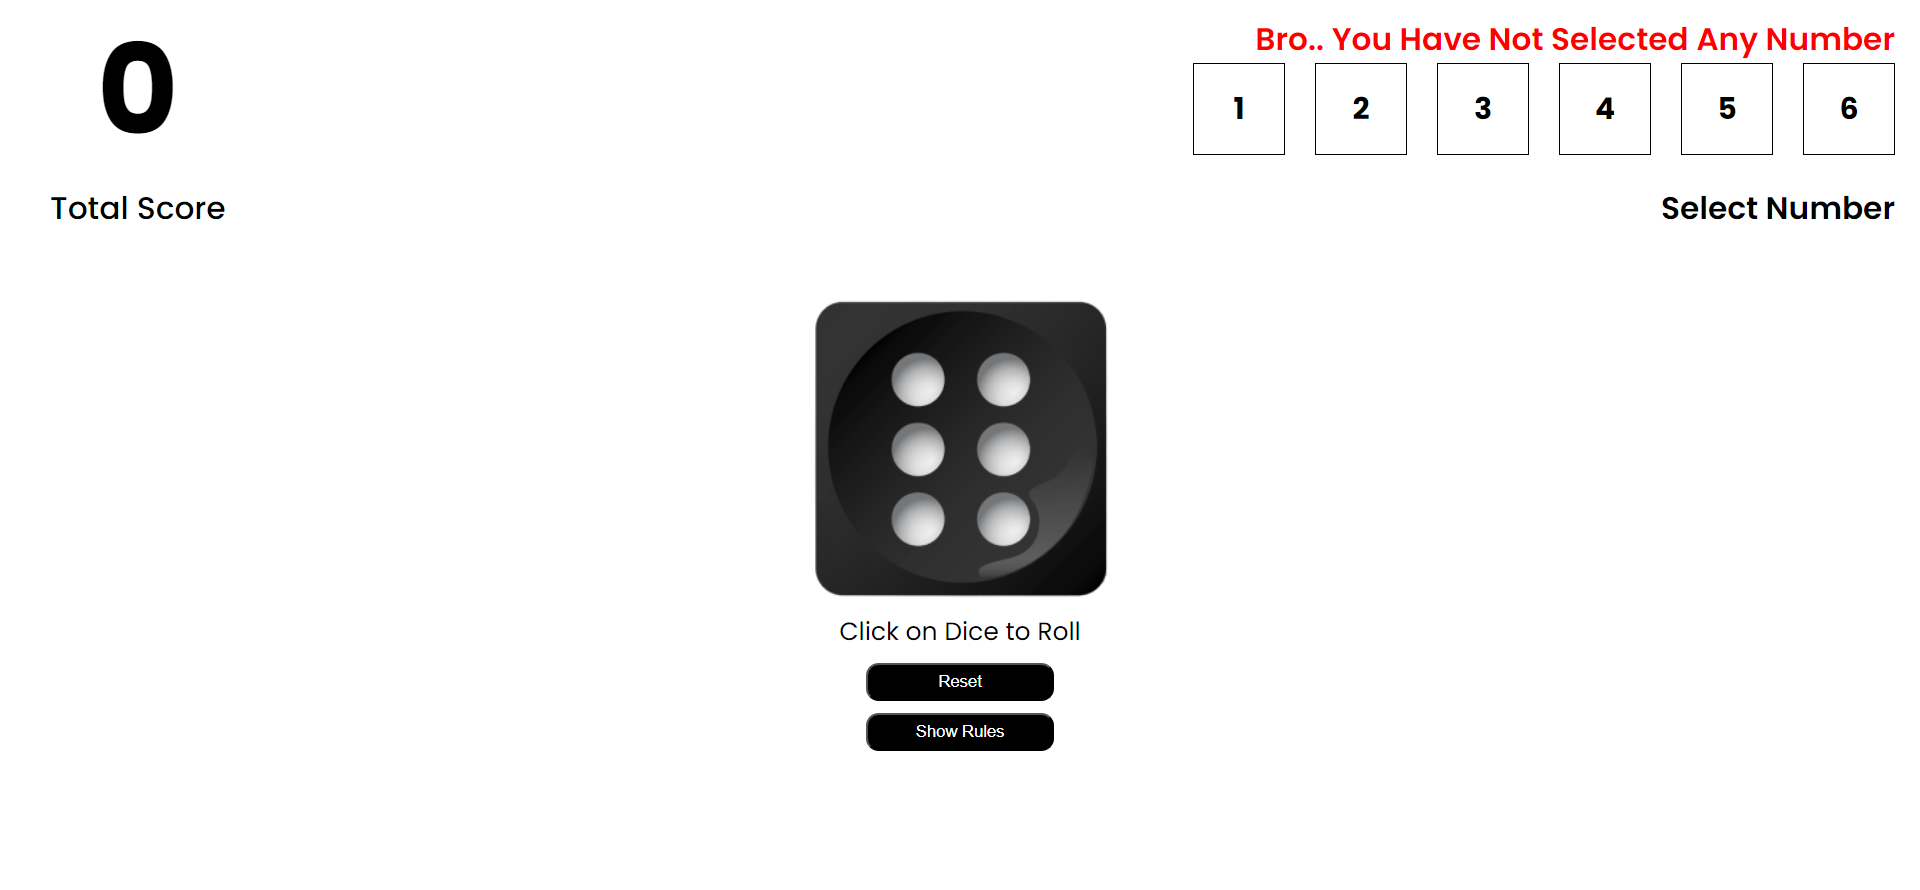 0
Total Score
Bro.. You Have Not Selected Any Number
1 2 3 4 5 6
Select Number
Click on Dice to Roll
Reset
Show Rules